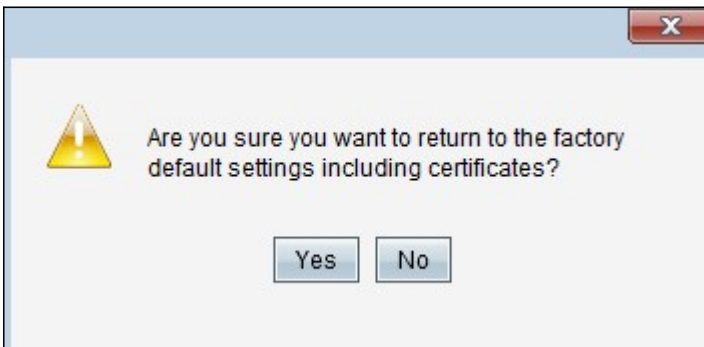 Are you sure you want to return to the factory
default settings including certificates?
Yes No